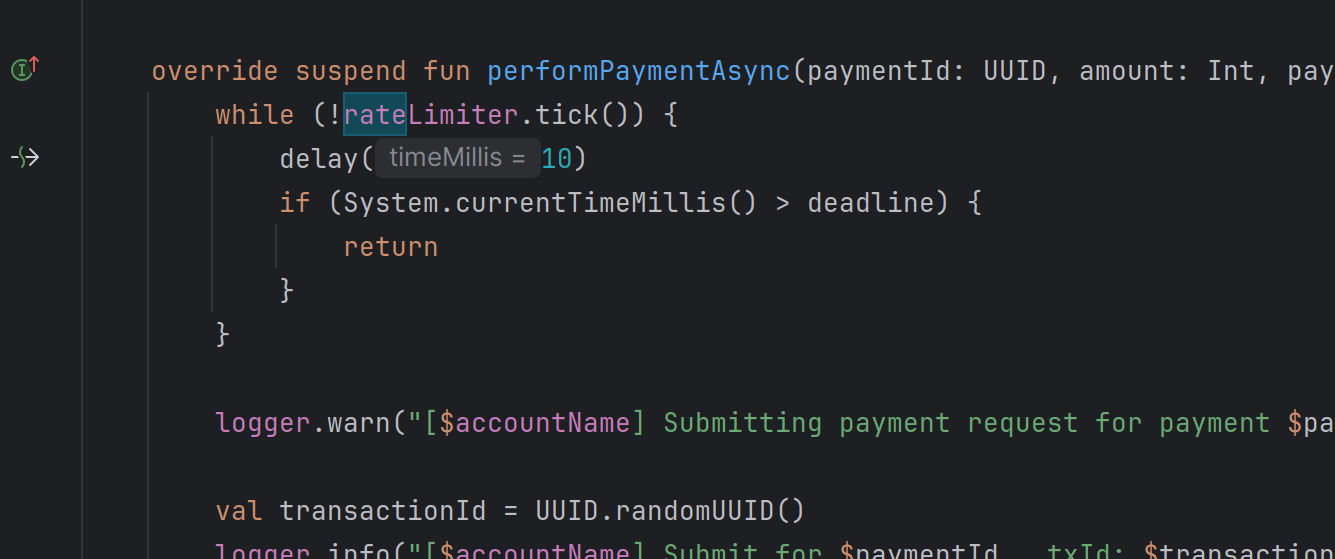 override suspend fun performPaymentAsync(paymentId: UUID, amount: Int, pay
while (!rateLimiter.tick()) {
delay( timeMillis = 10)
if (System.currentTimeMillis() > deadline) {
return
}
}
logger.warn("[$accountName] Submitting payment request for payment $pa
val transactionId = UUID.randomUUID()
logger.info("[$accountName] Submit for $paymentId , txId: $transaction